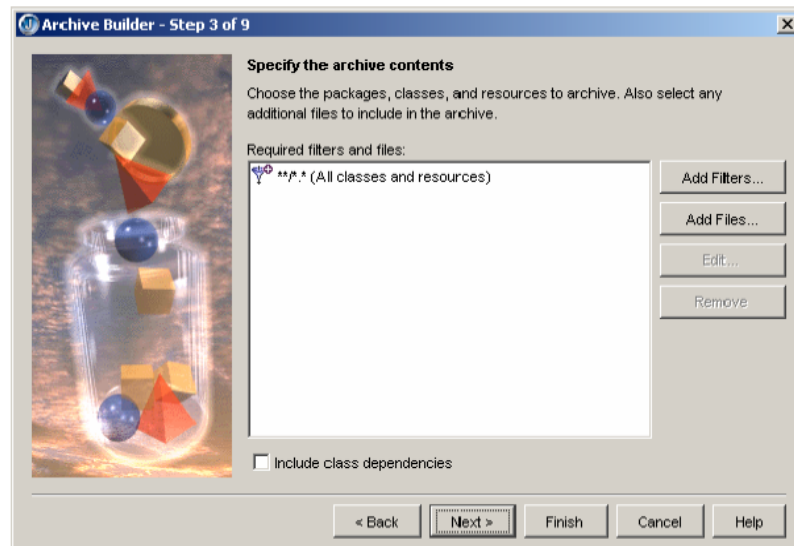 Archive Builder - Step 3 of 9
Specify the archive contents
Choose the packages, classes, and resources to archive. Also select any
additional files to include in the archive.
Required filters and files:
**/*.* (All classes and resources)
Add Filters...
Add Files...
Edit...
Remove
Include class dependencies
< Back
Next >
Finish
Cancel
Help